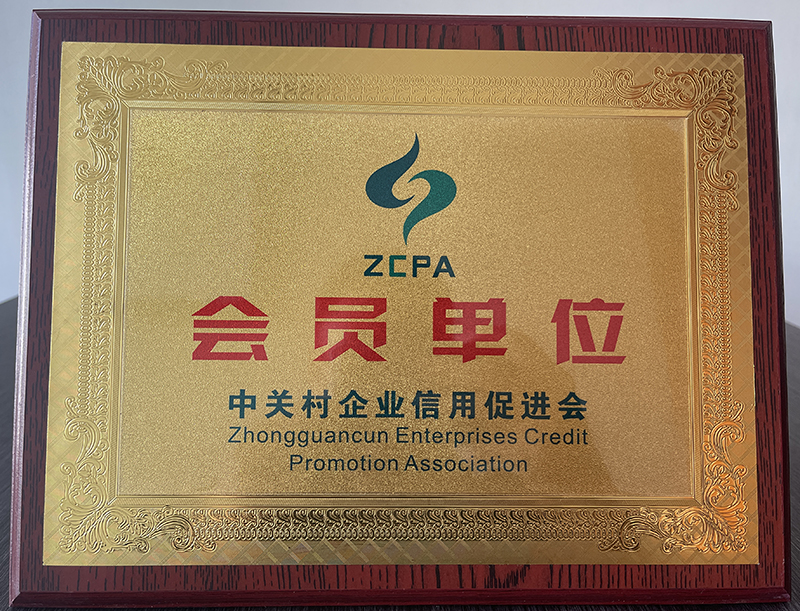 ZCPA
会员单位
中关村企业信用促进会
Zhongguancun Enterprises Credit
Promotion Association